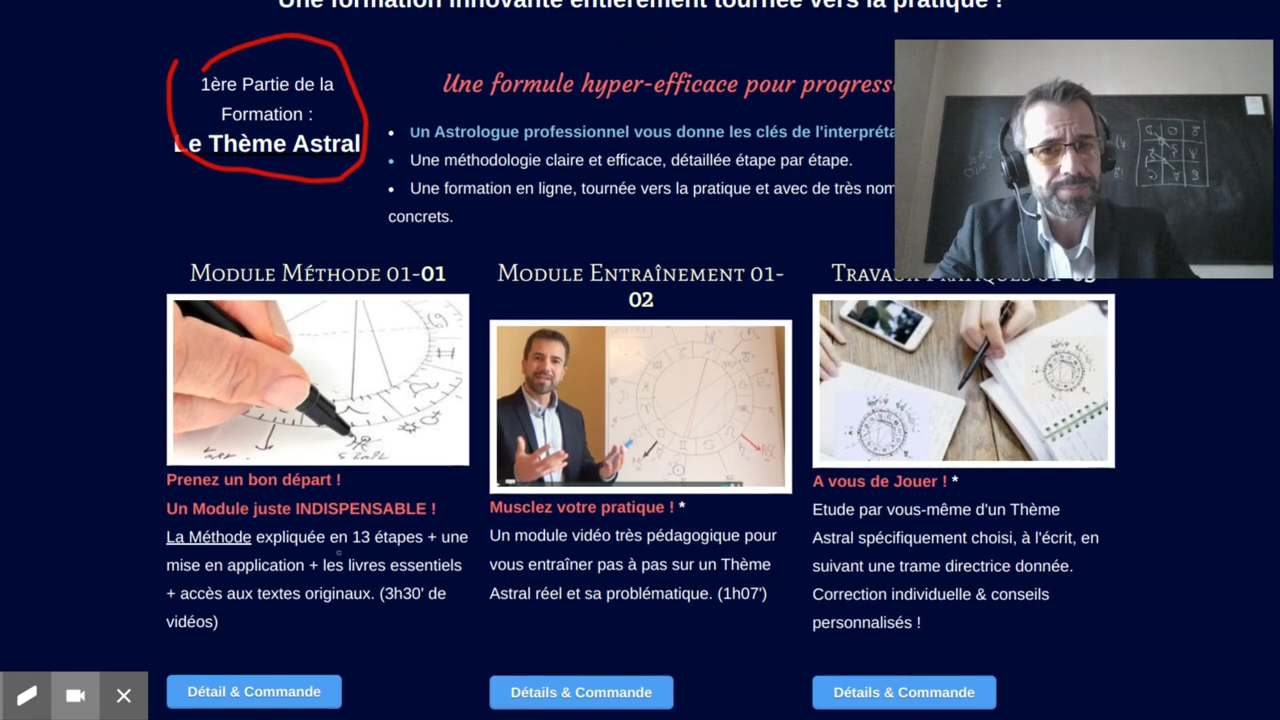 Une formation innovante entièrement tournée vers la pratique !
1ère Partie de la
Formation :
Le Thème Astral
Une formule hyper-efficace pour progress
• Un Astrologue professionnel vous donne les clés de l'interpréta
• Une méthodologie claire et efficace, détaillée étape par étape.
• Une formation en ligne, tournée vers la pratique et avec de très nom
concrets.
Module Méthode 01-01
Prenez un bon départ !
Un Module juste INDISPENSABLE !
La Méthode expliquée en 13 étapes + une
mise en application + les livres essentiels
+ accès aux textes originaux. (3h30' de
vidéos)
Détail & Commande
Module Entraînement 01-
02
Musclez votre pratique ! *
Un module vidéo très pédagogique pour
vous entraîner pas à pas sur un Thème
Astral réel et sa problématique. (1h07')
Détails & Commande
Travaux Pratiques 01-03
A vous de Jouer ! *
Etude par vous-même d'un Thème
Astral spécifiquement choisi, à l'écrit, en
suivant une trame directrice donnée.
Correction individuelle & conseils
personnalisés !
Détails & Commande